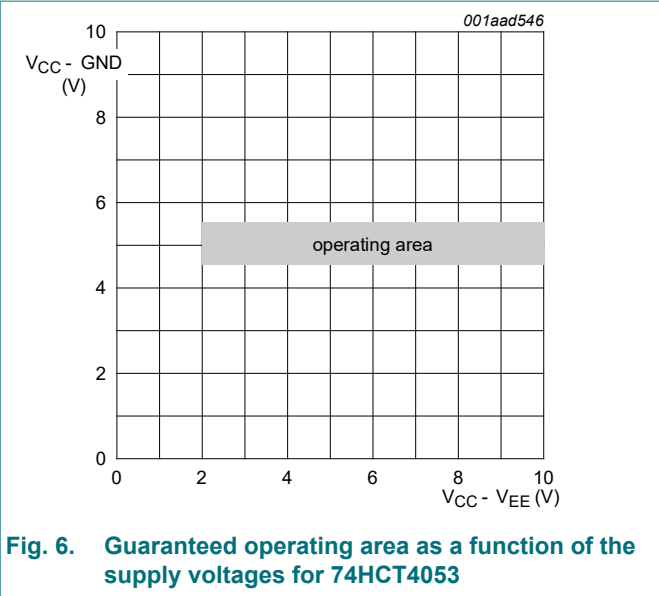 001aad546
10
VCC - GND
(V)
8
6
operating area
4
2
0
0 2 4 6 8 10
VCC - VEE (V)
Fig. 6. Guaranteed operating area as a function of the
supply voltages for 74HCT4053